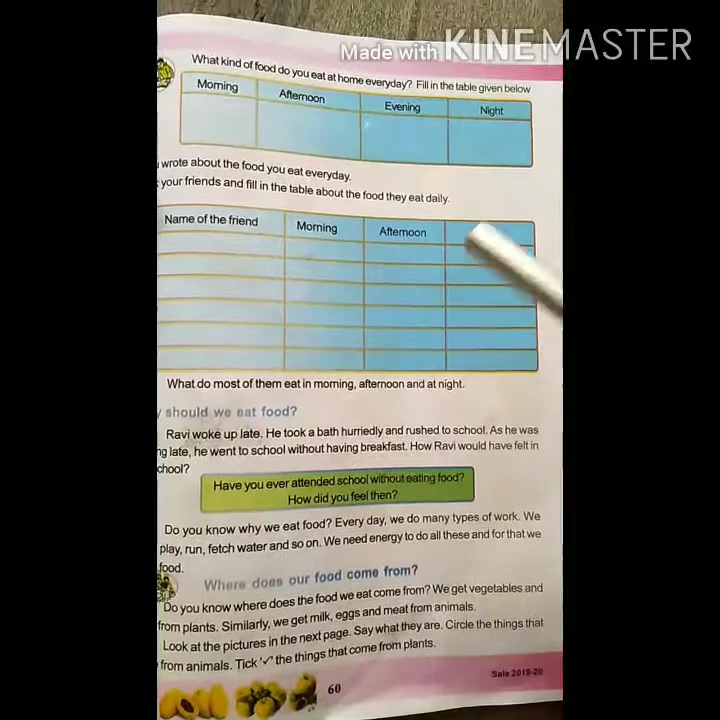 Made with KINEMASTER
What kind of food do you eat at home everyday? Fill in the table given below
Morning Afternoon Evening Night
wrote about the food you eat everyday.
your friends and fill in the table about the food they eat daily.
Name of the friend Morning Afternoon
What do most of them eat in morning, afternoon and at night.
should we eat food?
Ravi woke up late. He took a bath hurriedly and rushed to school. As he was
ng late, he went to school without having breakfast. How Ravi would have felt in
chool?
Have you ever attended school without eating food?
How did you feel then?
Do you know why we eat food? Every day, we do many types of work. We
play, run, fetch water and so on. We need energy to do all these and for that we
food.
Where does our food come from?
Do you know where does the food we eat come from? We get vegetables and
from plants. Similarly, we get milk, eggs and meat from animals.
Look at the pictures in the next page. Say what they are. Circle the things that
from animals. Tick '✓' the things that come from plants.
60
Sale 2019-20